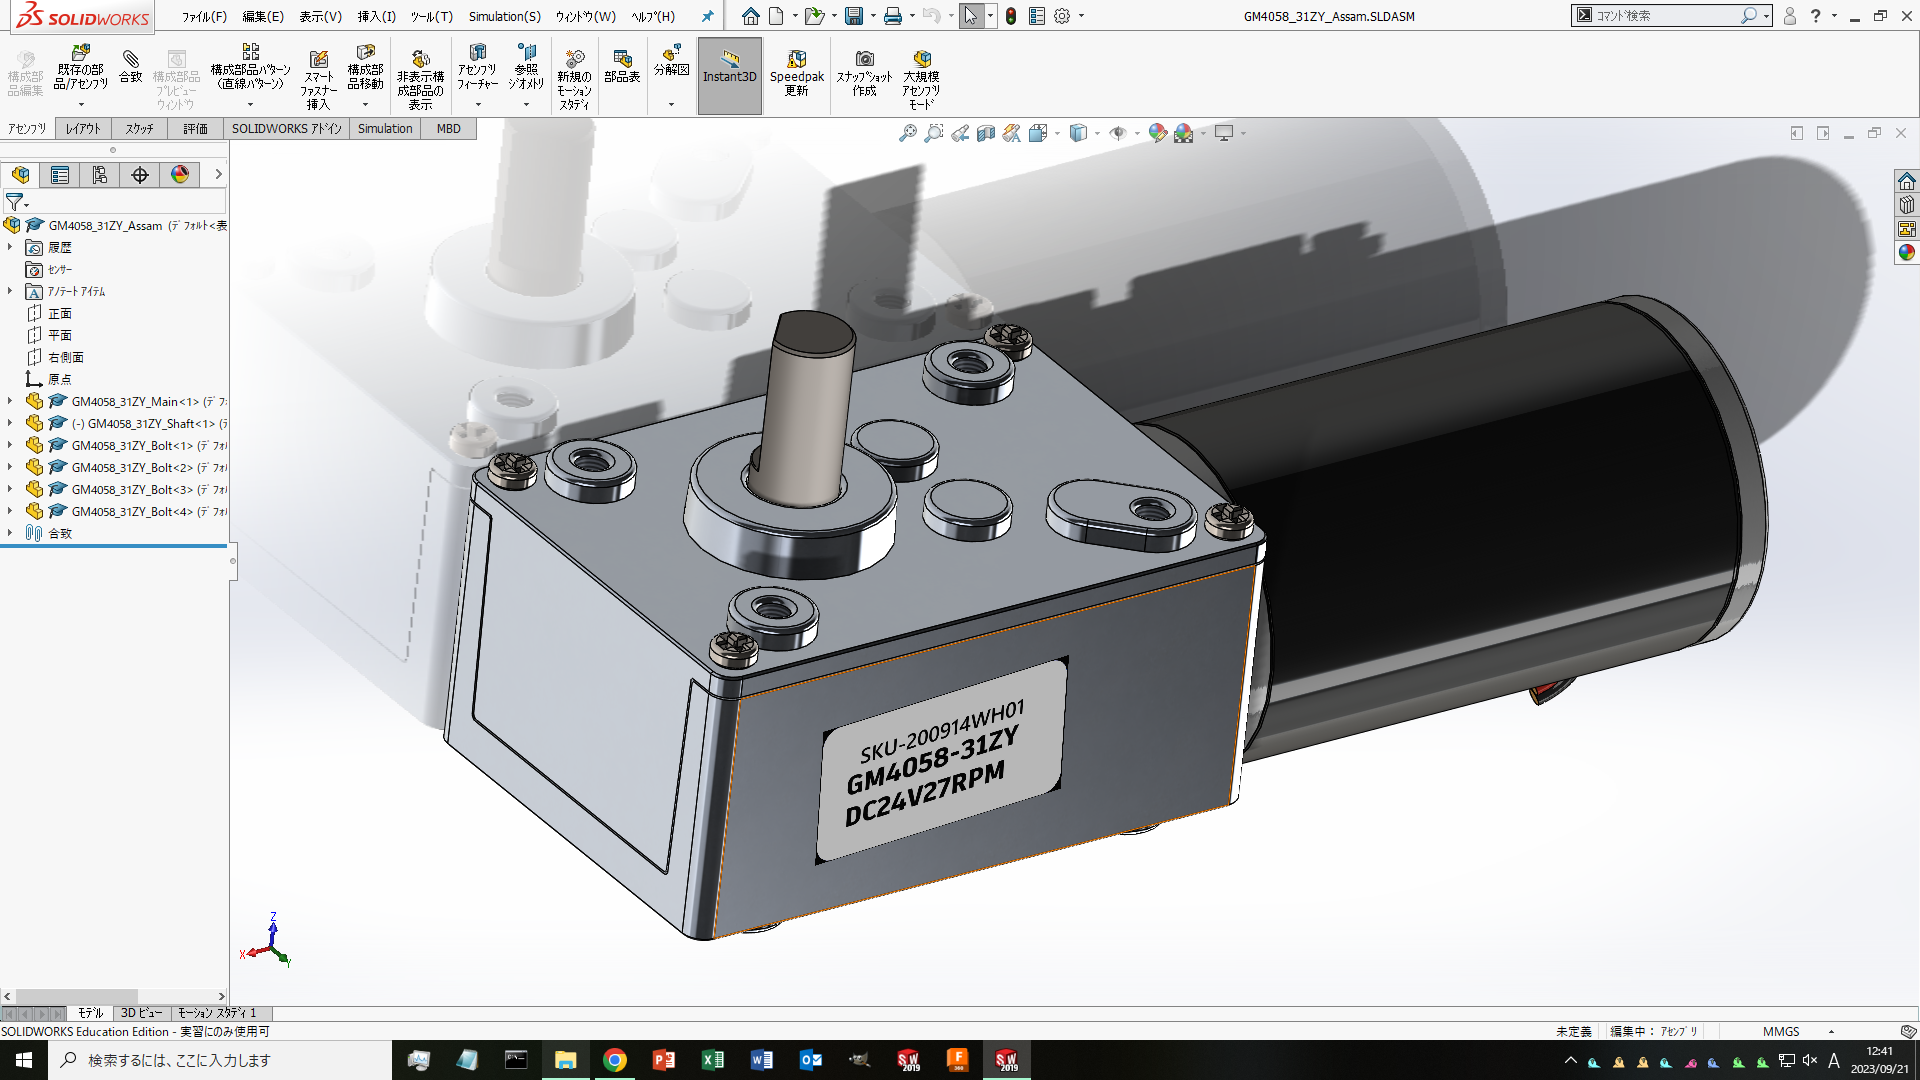 SOLIDWORKS
ファイル(F) 編集(E) 表示(V) 挿入(I) ツール(T) Simulation(S) ウィンドウ(W) ヘルプ(H)
GM4058_31ZY_Assam.SLDASM
コマンド検索
構成部品編集
既存の部品/アセンブリ
合致
構成部品プレビューウィンドウ
構成部品パターン(直線パターン)
スマートファスナー挿入
構成部品移動
非表示構成部品の表示
アセンブリフィーチャー
参照ジオメトリ
新規のモーションスタディ
部品表
分解図
Instant3D
Speedpak更新
スナップショット作成
大規模アセンブリモード
アセンブリ レイアウト スケッチ 評価 SOLIDWORKS アドイン Simulation MBD
GM4058_31ZY_Assam (デフォルト<表
履歴
センサー
アノテート アイテム
正面
平面
右側面
原点
GM4058_31ZY_Main<1> (デフ
(-) GM4058_31ZY_Shaft<1> (
GM4058_31ZY_Bolt<1> (デフォ
GM4058_31ZY_Bolt<2> (デフォ
GM4058_31ZY_Bolt<3> (デフォ
GM4058_31ZY_Bolt<4> (デフォ
合致
SKU-200914WH01
GM4058-31ZY
DC24V27RPM
Z
X
Y
モデル 3D ビュー モーション スタディ 1
SOLIDWORKS Education Edition - 実習にのみ使用可
未定義 編集中： アセンブリ MMGS
検索するには、ここに入力します
A
12:41
2023/09/21